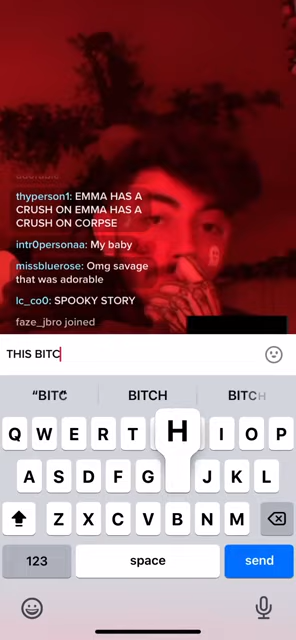 thyperson1: EMMA HAS A
CRUSH ON EMMA HAS A
CRUSH ON CORPSE
intr0personaa: My baby
missbluerose: Omg savage
that was adorable
lc_co0: SPOOKY STORY
faze_jbro joined
THIS BITC
“BITC” BITCH BITCH
Q W E R T H I O P
A S D F G J K L
Z X C V B N M
123 space send